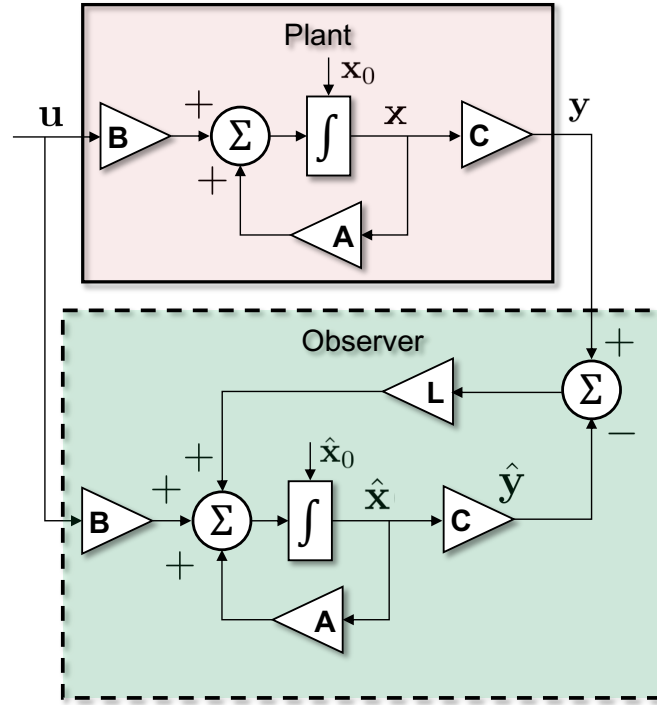 Plant
x₀
u
B
+
Σ
+
∫
x
C
y
A
Observer
+
L
Σ
−
x̂₀
+
+
B
Σ
+
∫
x̂
C
ŷ
A